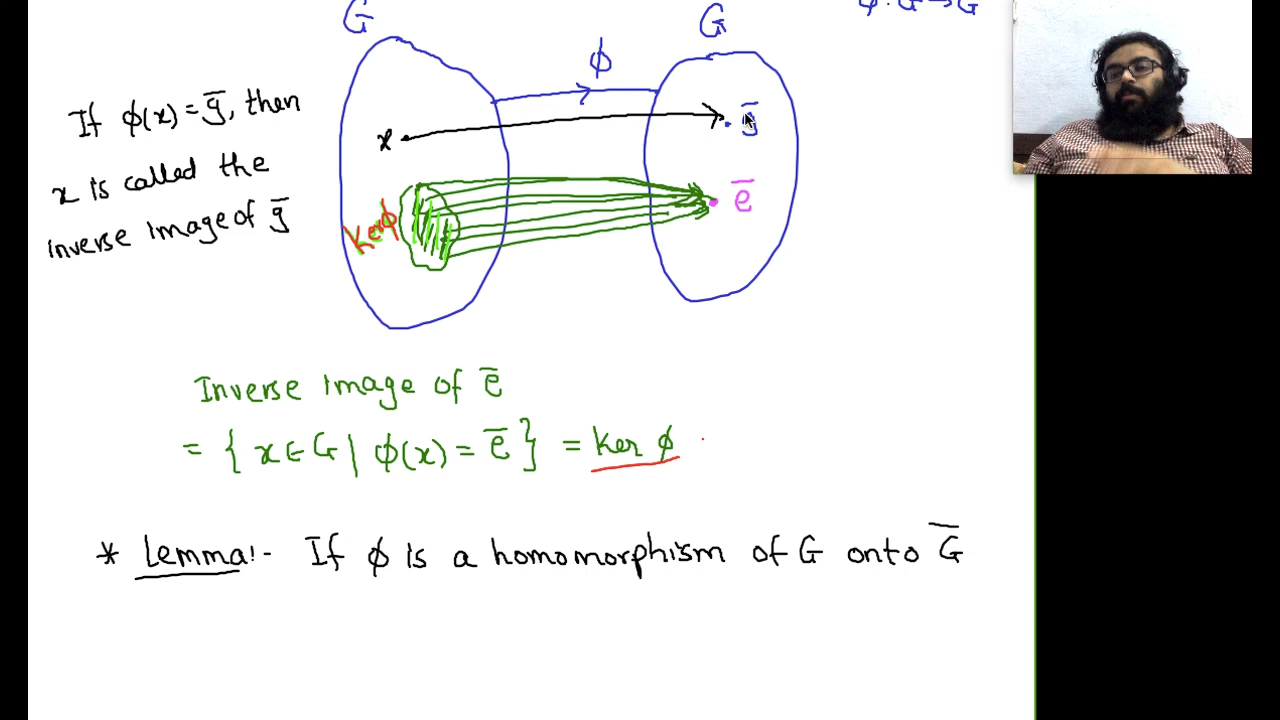 G G φ : G → G
φ
If φ(x) = g̅, then
x is called the
inverse image of g̅
x g̅
ker φ e̅
Inverse image of e̅
= { x ∈ G | φ(x) = e̅ } = ker φ
* Lemma:- If φ is a homomorphism of G onto G̅